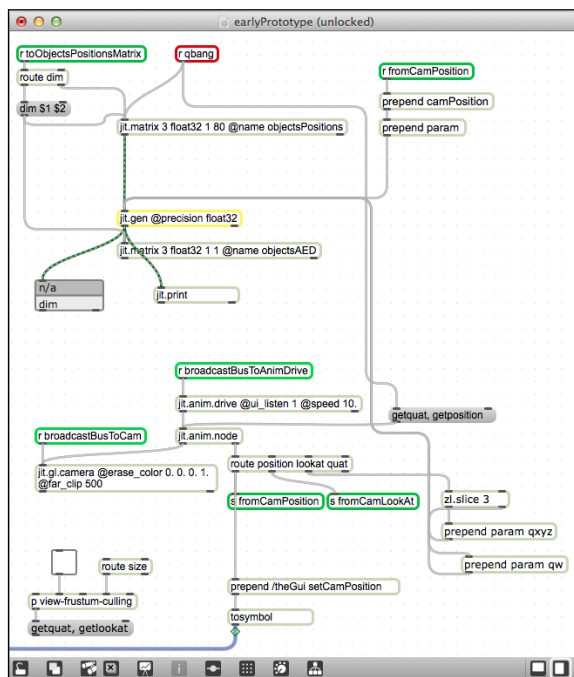 earlyPrototype (unlocked)
r toObjectsPositionsMatrix
r qbang
route dim
r fromCamPosition
dim $1 $2
prepend camPosition
jit.matrix 3 float32 1 80 @name objectsPositions
prepend param
jit.gen @precision float32
jit.matrix 3 float32 1 1 @name objectsAED
n/a
dim
jit.print
r broadcastBusToAnimDrive
jit.anim.drive @ui_listen 1 @speed 10.
getquat, getposition
r broadcastBusToCam
jit.anim.node
jit.gl.camera @erase_color 0. 0. 0. 1.
@far_clip 500
route position lookat quat
s fromCamPosition
s fromCamLookAt
zl.slice 3
prepend param qxyz
route size
prepend param qw
p view-frustum-culling
prepend /theGui setCamPosition
getquat, getlookat
tosymbol